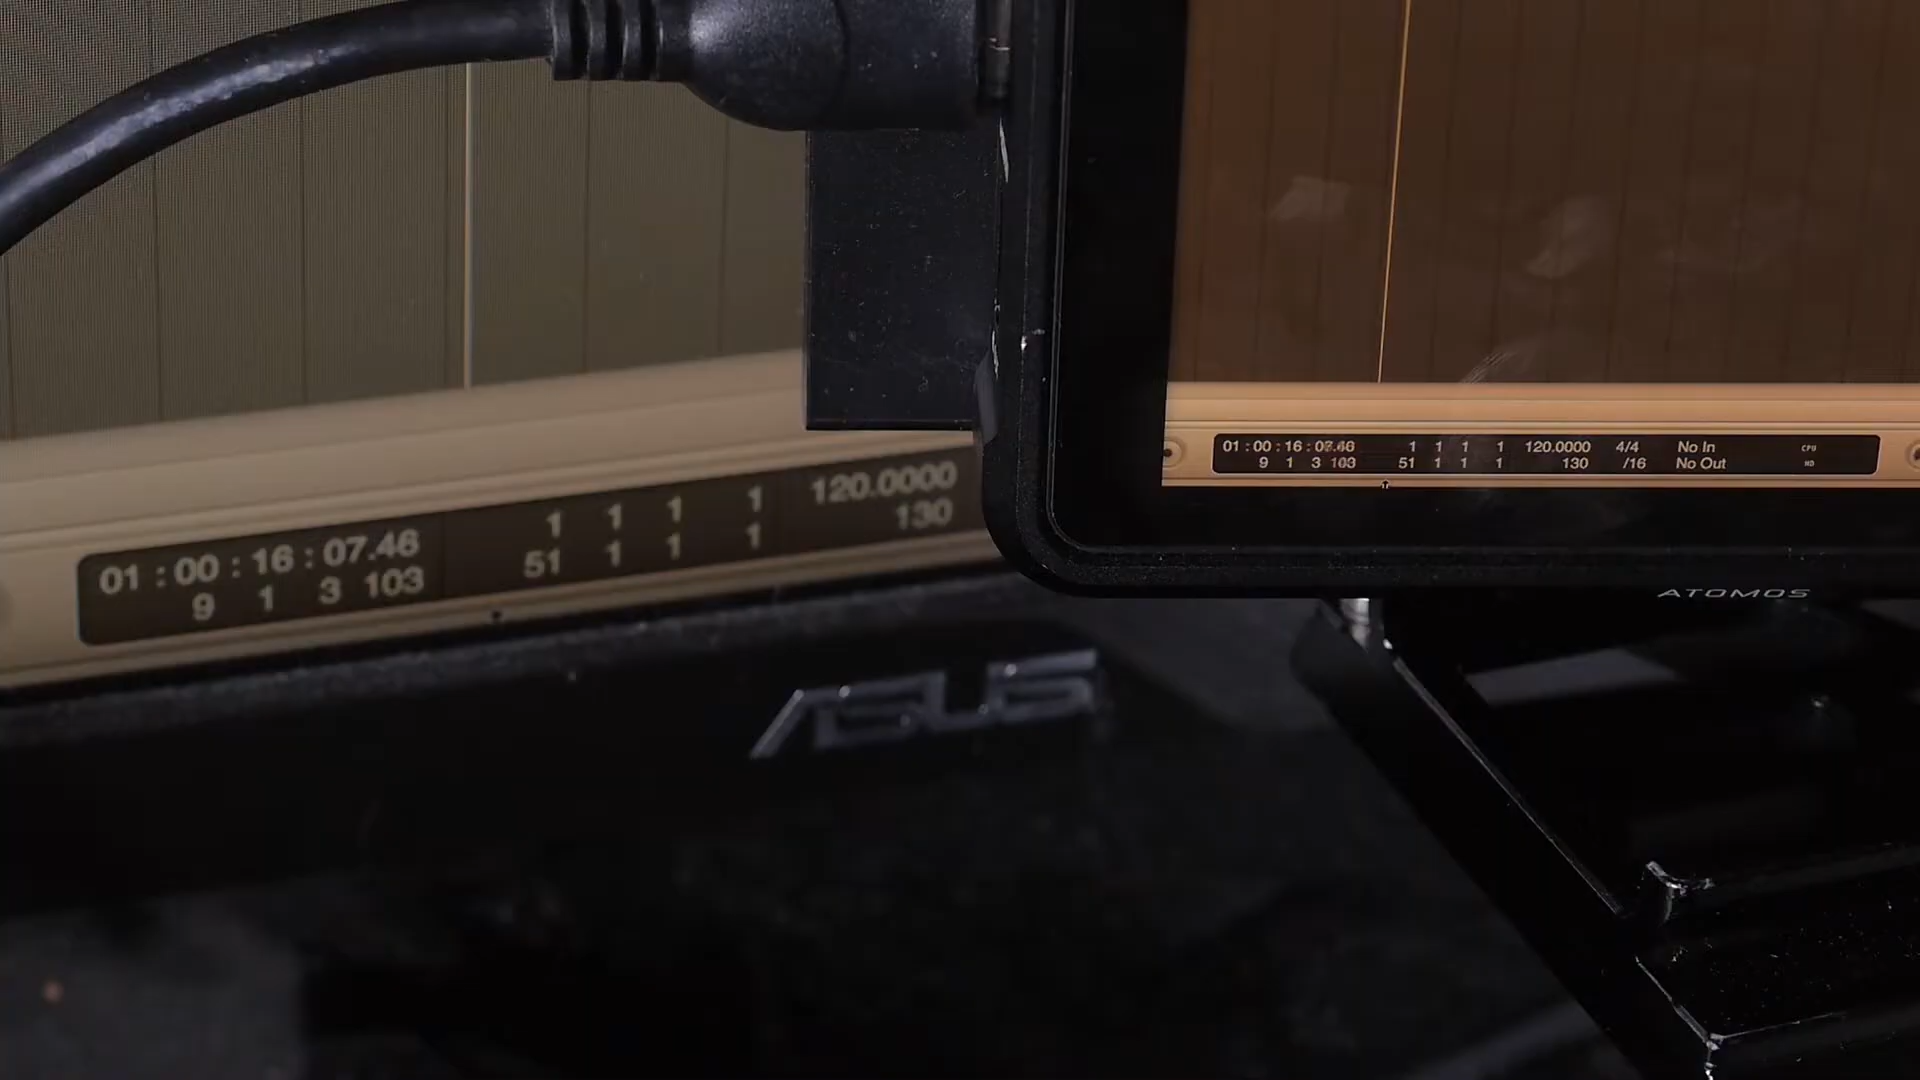 01 : 00 : 16 : 07.46 1 1 1 1 120.0000
9 1 3 103 51 1 1 1 130
ASUS
01 : 00 : 16 : 1 1 1 1 120.0000 4/4 No In CPU
9 1 3 103 51 1 1 1 130 /16 No Out HD
ATOMOS